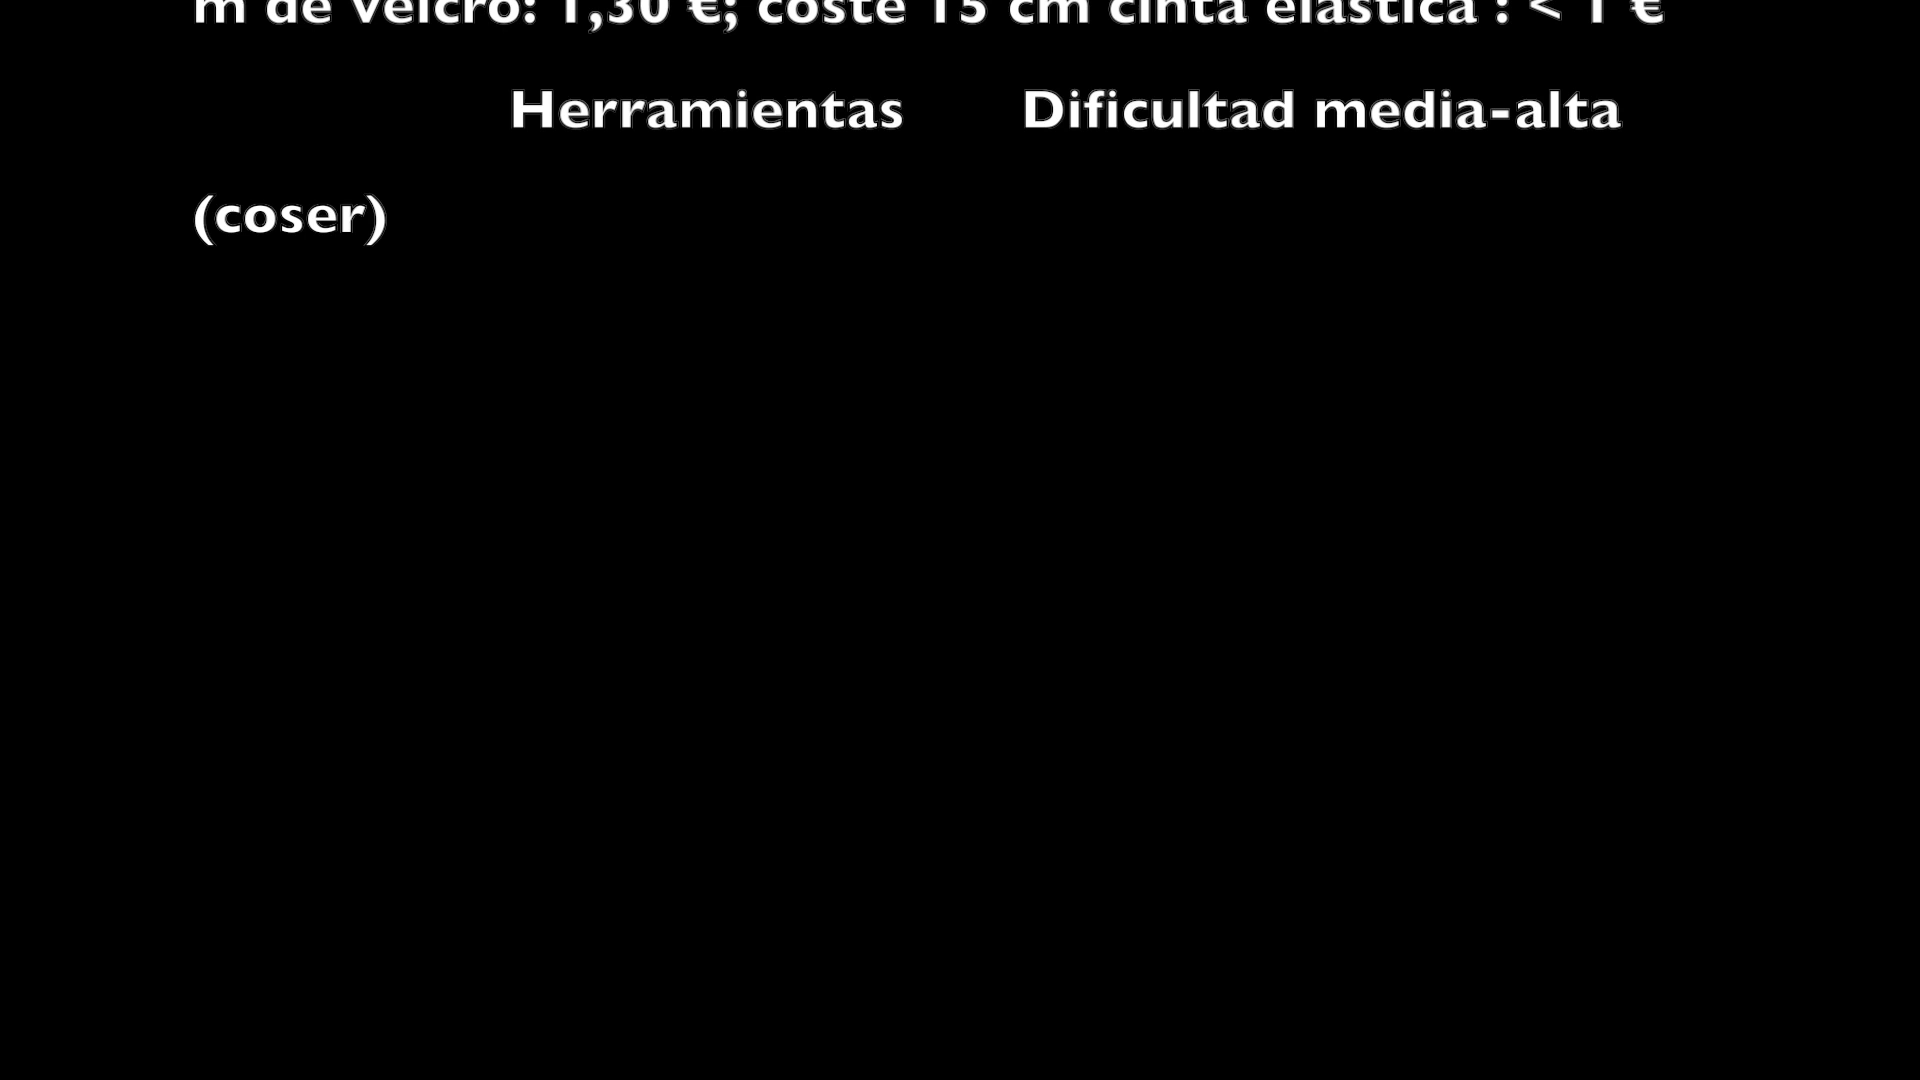 m de velcro: 1,30 €; coste 15 cm cinta elástica : < 1 €
Herramientas Dificultad media-alta
(coser)